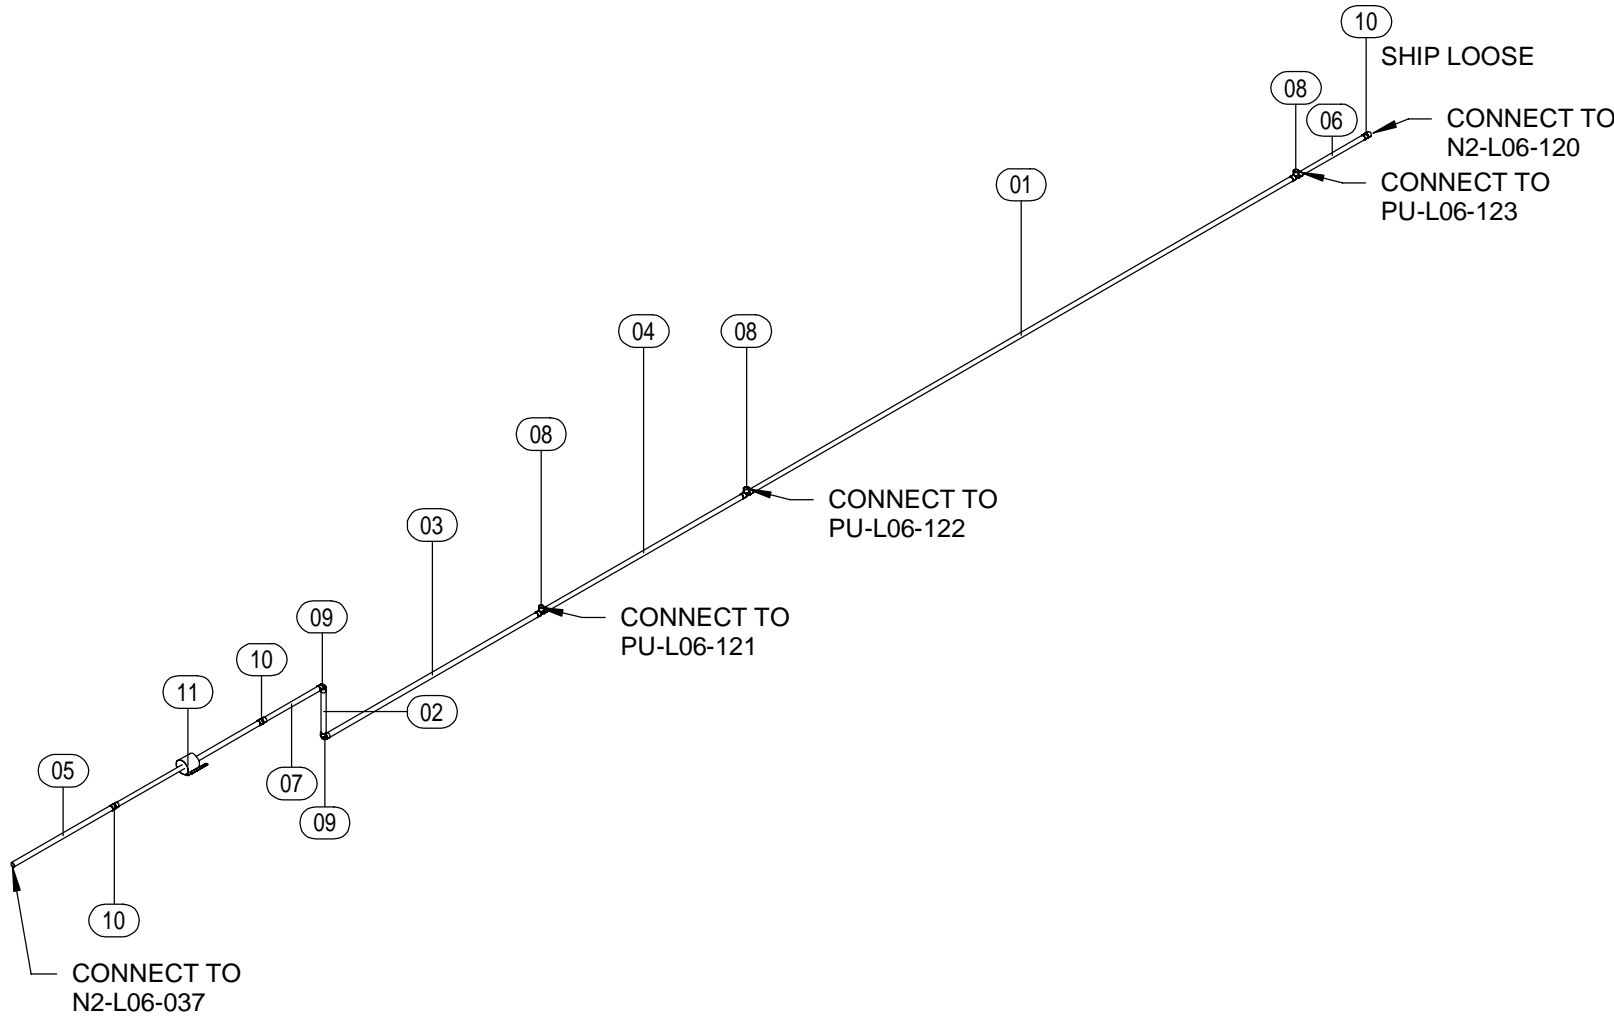 10
SHIP LOOSE
08
06
CONNECT TO
N2-L06-120
CONNECT TO
PU-L06-123
01
04
08
08
CONNECT TO
PU-L06-122
03
CONNECT TO
PU-L06-121
09
10
11
02
05
07
09
10
CONNECT TO
N2-L06-037